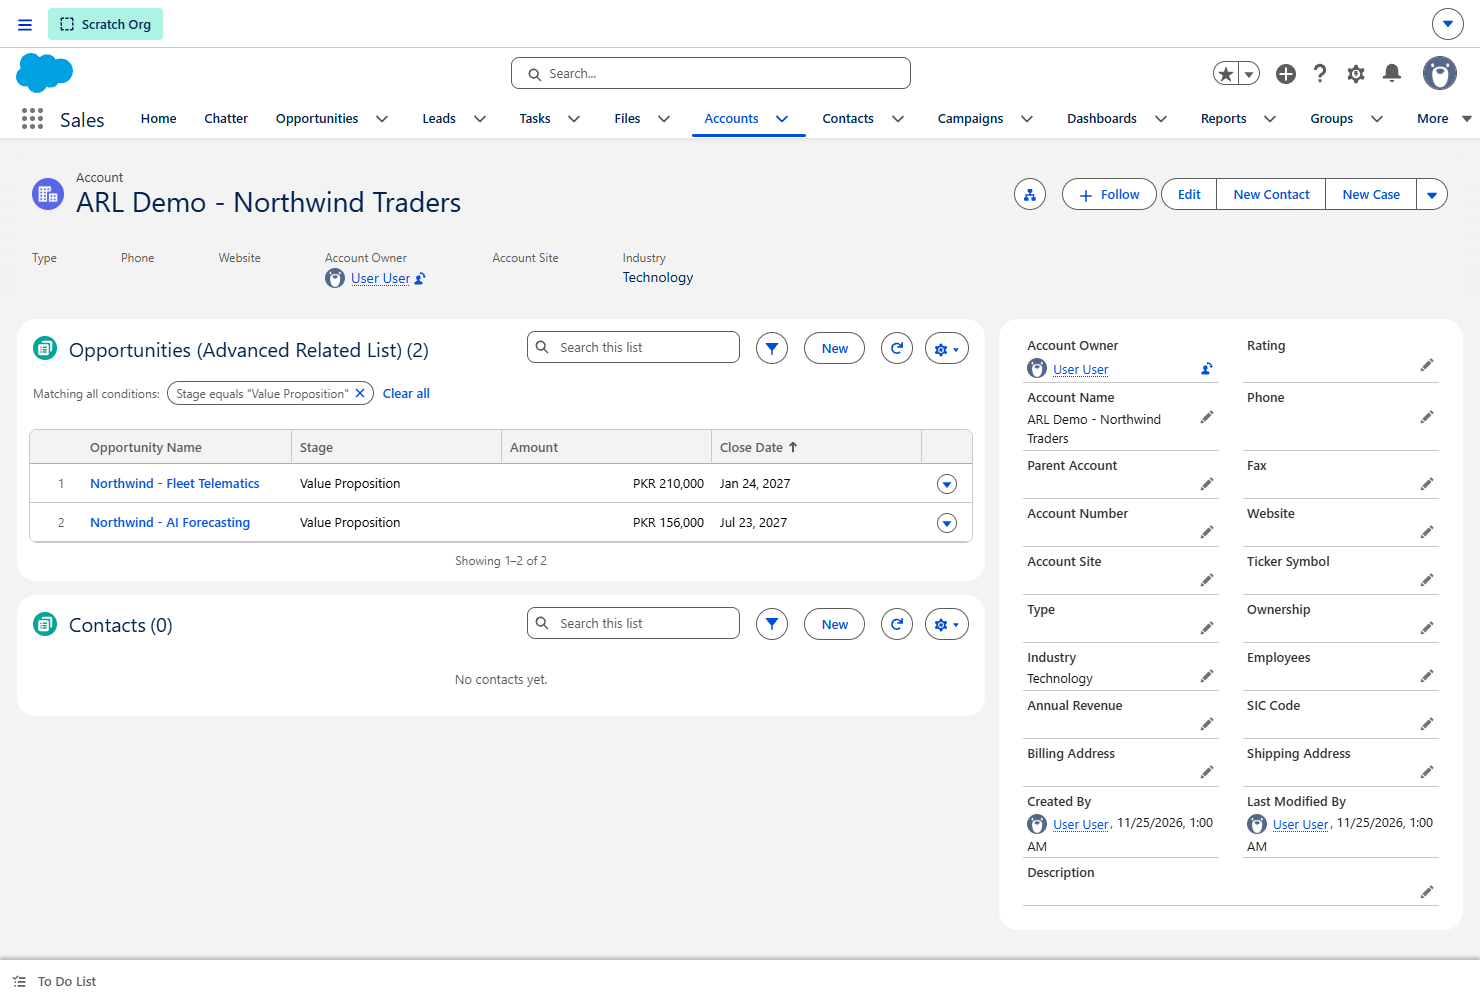 Scratch Org
Search...
Sales
Home
Chatter
Opportunities
Leads
Tasks
Files
Accounts
Contacts
Campaigns
Dashboards
Reports
Groups
More
Account
ARL Demo - Northwind Traders
Follow
Edit
New Contact
New Case
Type
Phone
Website
Account Owner
User User
Account Site
Industry
Technology
Opportunities (Advanced Related List) (2)
Search this list
New
Matching all conditions:
Stage equals "Value Proposition"
Clear all
Opportunity Name
Stage
Amount
Close Date
1 Northwind - Fleet Telematics Value Proposition PKR 210,000 Jan 24, 2027
2 Northwind - AI Forecasting Value Proposition PKR 156,000 Jul 23, 2027
Showing 1–2 of 2
Contacts (0)
Search this list
New
No contacts yet.
Account Owner
User User
Rating
Account Name
ARL Demo - Northwind
Traders
Phone
Parent Account
Fax
Account Number
Website
Account Site
Ticker Symbol
Type
Ownership
Industry
Technology
Employees
Annual Revenue
SIC Code
Billing Address
Shipping Address
Created By
User User, 11/25/2026, 1:00
AM
Last Modified By
User User, 11/25/2026, 1:00
AM
Description
To Do List